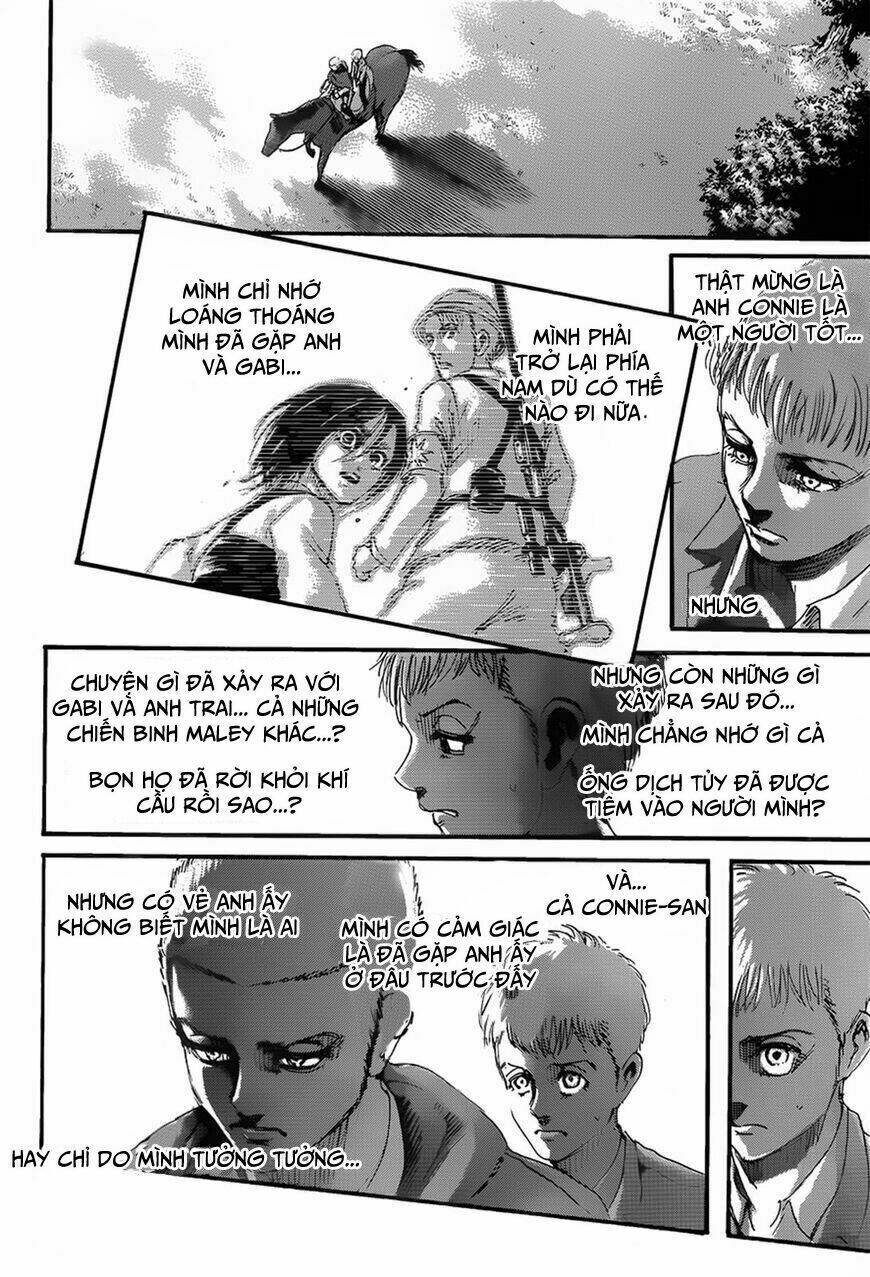 THẬT MỪNG LÀ
ANH CONNIE LÀ
MỘT NGƯỜI TỐT...
NHƯNG
MÌNH PHẢI
TRỞ LẠI PHÍA
NAM DÙ CÓ THẾ
NÀO ĐI NỮA.
MÌNH CHỈ NHỚ
LOÁNG THOÁNG
MÌNH ĐÃ GẶP ANH
VÀ GABI...
NHƯNG CÒN NHỮNG GÌ
XẢY RA SAU ĐÓ...
MÌNH CHẲNG NHỚ GÌ CẢ
ỐNG DỊCH TỦY ĐÃ ĐƯỢC
TIÊM VÀO NGƯỜI MÌNH?
CHUYỆN GÌ ĐÃ XẢY RA VỚI
GABI VÀ ANH TRAI... CẢ NHỮNG
CHIẾN BINH MALEY KHÁC...?
BỌN HỌ ĐÃ RỜI KHỎI KHÍ
CẦU RỒI SAO...?
VÀ...
CẢ CONNIE-SAN
MÌNH CÓ CẢM GIÁC
LÀ ĐÃ GẶP ANH ẤY
Ở ĐÂU TRƯỚC ĐẤY
NHƯNG CÓ VẺ ANH ẤY
KHÔNG BIẾT MÌNH LÀ AI
HAY CHỈ DO MÌNH TƯỞNG TƯỞNG...